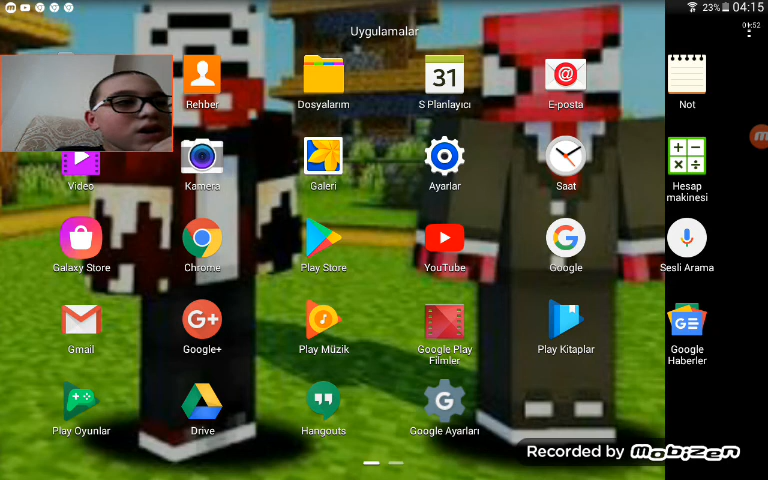 23% 04:15
Uygulamalar
01:52
Rehber
Dosyalarım
31
S Planlayıcı
E-posta
Not
Video
Kamera
Galeri
Ayarlar
Saat
Hesap
makinesi
Galaxy Store
Chrome
Play Store
YouTube
Google
Sesli Arama
Gmail
Google+
Play Müzik
Google Play
Filmler
Play Kitaplar
Google
Haberler
Play Oyunlar
Drive
Hangouts
Google Ayarları
Recorded by Mobizen